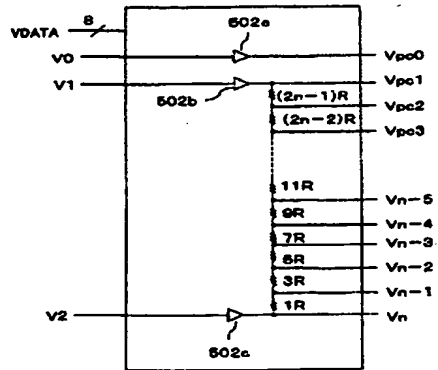 8
VDATA
502a
V0
Vpc0
V1
Vpc1
502b
(2n-1)R
Vpc2
(2n-2)R
Vpc3
11R
Vn-5
9R
Vn-4
7R
Vn-3
5R
Vn-2
3R
Vn-1
1R
V2
Vn
502c